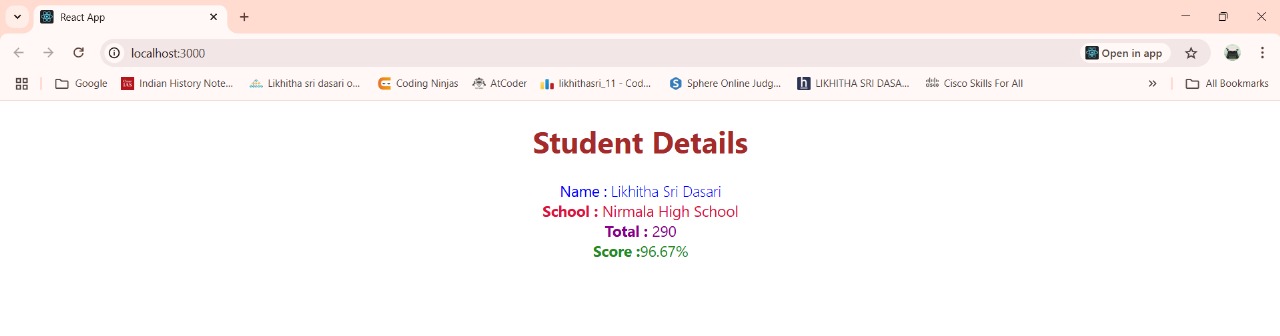 React App
localhost:3000
Open in app
Google
Indian History Note...
Likhitha sri dasari o...
Coding Ninjas
AtCoder
likhithasri_11 - Cod...
Sphere Online Judg...
LIKHITHA SRI DASA...
Cisco Skills For All
All Bookmarks
Student Details
Name : Likhitha Sri Dasari
School : Nirmala High School
Total : 290
Score :96.67%